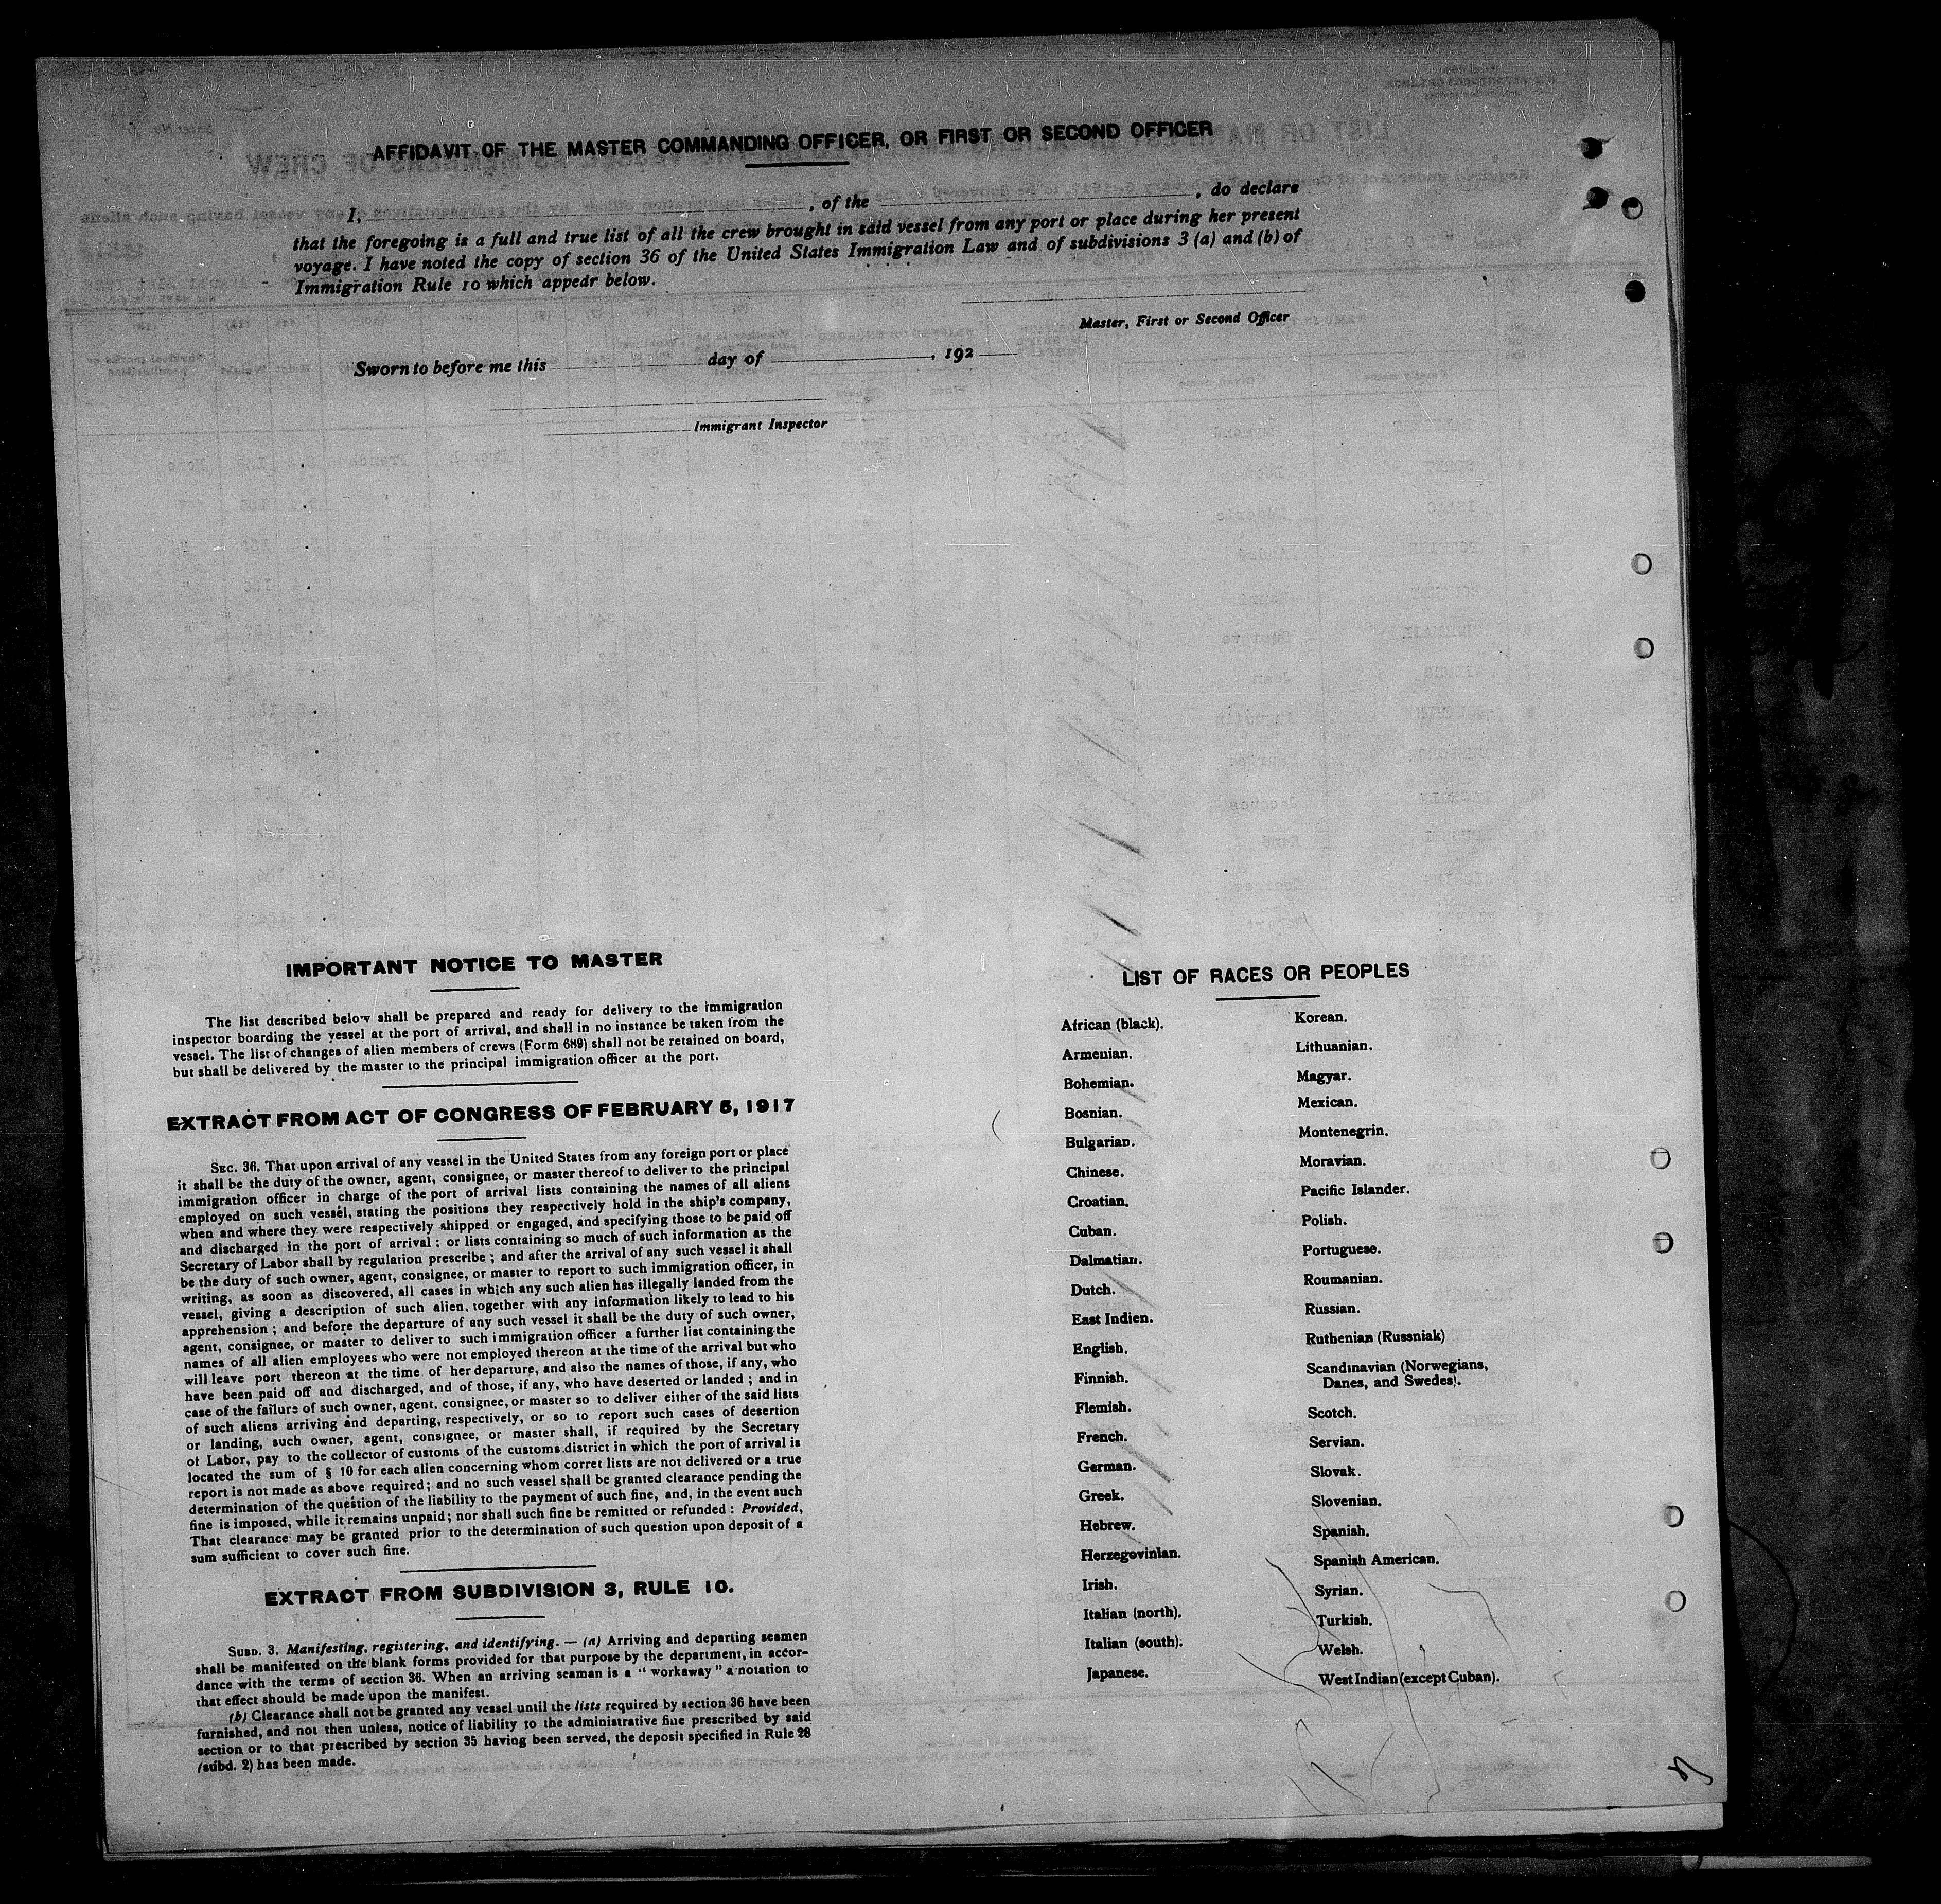 AFFIDAVIT OF THE MASTER COMMANDING OFFICER, OR FIRST OR SECOND OFFICER
I, , of the , do declare
that the foregoing is a full and true list of all the crew brought in said vessel from any port or place during her present
voyage. I have noted the copy of section 36 of the United States Immigration Law and of subdivisions 3 (a) and (b) of
Immigration Rule 10 which appear below.
Master, First or Second Officer
Sworn to before me this day of , 192
Immigrant Inspector
IMPORTANT NOTICE TO MASTER
The list described below shall be prepared and ready for delivery to the immigration
inspector boarding the vessel at the port of arrival, and shall in no instance be taken from the
vessel. The list of changes of alien members of crews (Form 689) shall not be retained on board,
but shall be delivered by the master to the principal immigration officer at the port.
EXTRACT FROM ACT OF CONGRESS OF FEBRUARY 5, 1917
SEC. 36. That upon arrival of any vessel in the United States from any foreign port or place
it shall be the duty of the owner, agent, consignee, or master thereof to deliver to the principal
immigration officer in charge of the port of arrival lists containing the names of all aliens
employed on such vessel, stating the positions they respectively hold in the ship's company,
when and where they were respectively shipped or engaged, and specifying those to be paid off
and discharged in the port of arrival ; or lists containing so much of such information as the
Secretary of Labor shall by regulation prescribe ; and after the arrival of any such vessel it shall
be the duty of such owner, agent, consignee, or master to report to such immigration officer, in
writing, as soon as discovered, all cases in which any such alien has illegally landed from the
vessel, giving a description of such alien, together with any information likely to lead to his
apprehension ; and before the departure of any such vessel it shall be the duty of such owner,
agent, consignee, or master to deliver to such immigration officer a further list containing the
names of all alien employees who were not employed thereon at the time of the arrival but who
will leave port thereon at the time of her departure, and also the names of those, if any, who
have been paid off and discharged, and of those, if any, who have deserted or landed ; and in
case of the failure of such owner, agent, consignee, or master so to deliver either of the said lists
of such aliens arriving and departing, respectively, or so to report such cases of desertion
or landing, such owner, agent, consignee, or master shall, if required by the Secretary
of Labor, pay to the collector of customs of the customs district in which the port of arrival is
located the sum of § 10 for each alien concerning whom corret lists are not delivered or a true
report is not made as above required ; and no such vessel shall be granted clearance pending the
determination of the question of the liability to the payment of such fine, and, in the event such
fine is imposed, while it remains unpaid ; nor shall such fine be remitted or refunded : Provided,
That clearance may be granted prior to the determination of such question upon deposit of a
sum sufficient to cover such fine.
EXTRACT FROM SUBDIVISION 3, RULE 10.
SUBD. 3. Manifesting, registering, and identifying. — (a) Arriving and departing seamen
shall be manifested on the blank forms provided for that purpose by the department, in accor-
dance with the terms of section 36. When an arriving seaman is a " workaway " a notation to
that effect should be made upon the manifest.
(b) Clearance shall not be granted any vessel until the lists required by section 36 have been
furnished, and not then unless, notice of liability to the administrative fine prescribed by said
section or to that prescribed by section 35 having been served, the deposit specified in Rule 28
(subd. 2) has been made.
LIST OF RACES OR PEOPLES
African (black).
Armenian.
Bohemian.
Bosnian.
Bulgarian.
Chinese.
Croatian.
Cuban.
Dalmatian.
Dutch.
East Indien.
English.
Finnish.
Flemish.
French.
German.
Greek.
Hebrew.
Herzegovinian.
Irish.
Italian (north).
Italian (south).
Japanese.
Korean.
Lithuanian.
Magyar.
Mexican.
Montenegrin.
Moravian.
Pacific Islander.
Polish.
Portuguese.
Roumanian.
Russian.
Ruthenian (Russniak)
Scandinavian (Norwegians,
Danes, and Swedes).
Scotch.
Servian.
Slovak.
Slovenian.
Spanish.
Spanish American.
Syrian.
Turkish.
Welsh.
West Indian (except Cuban).